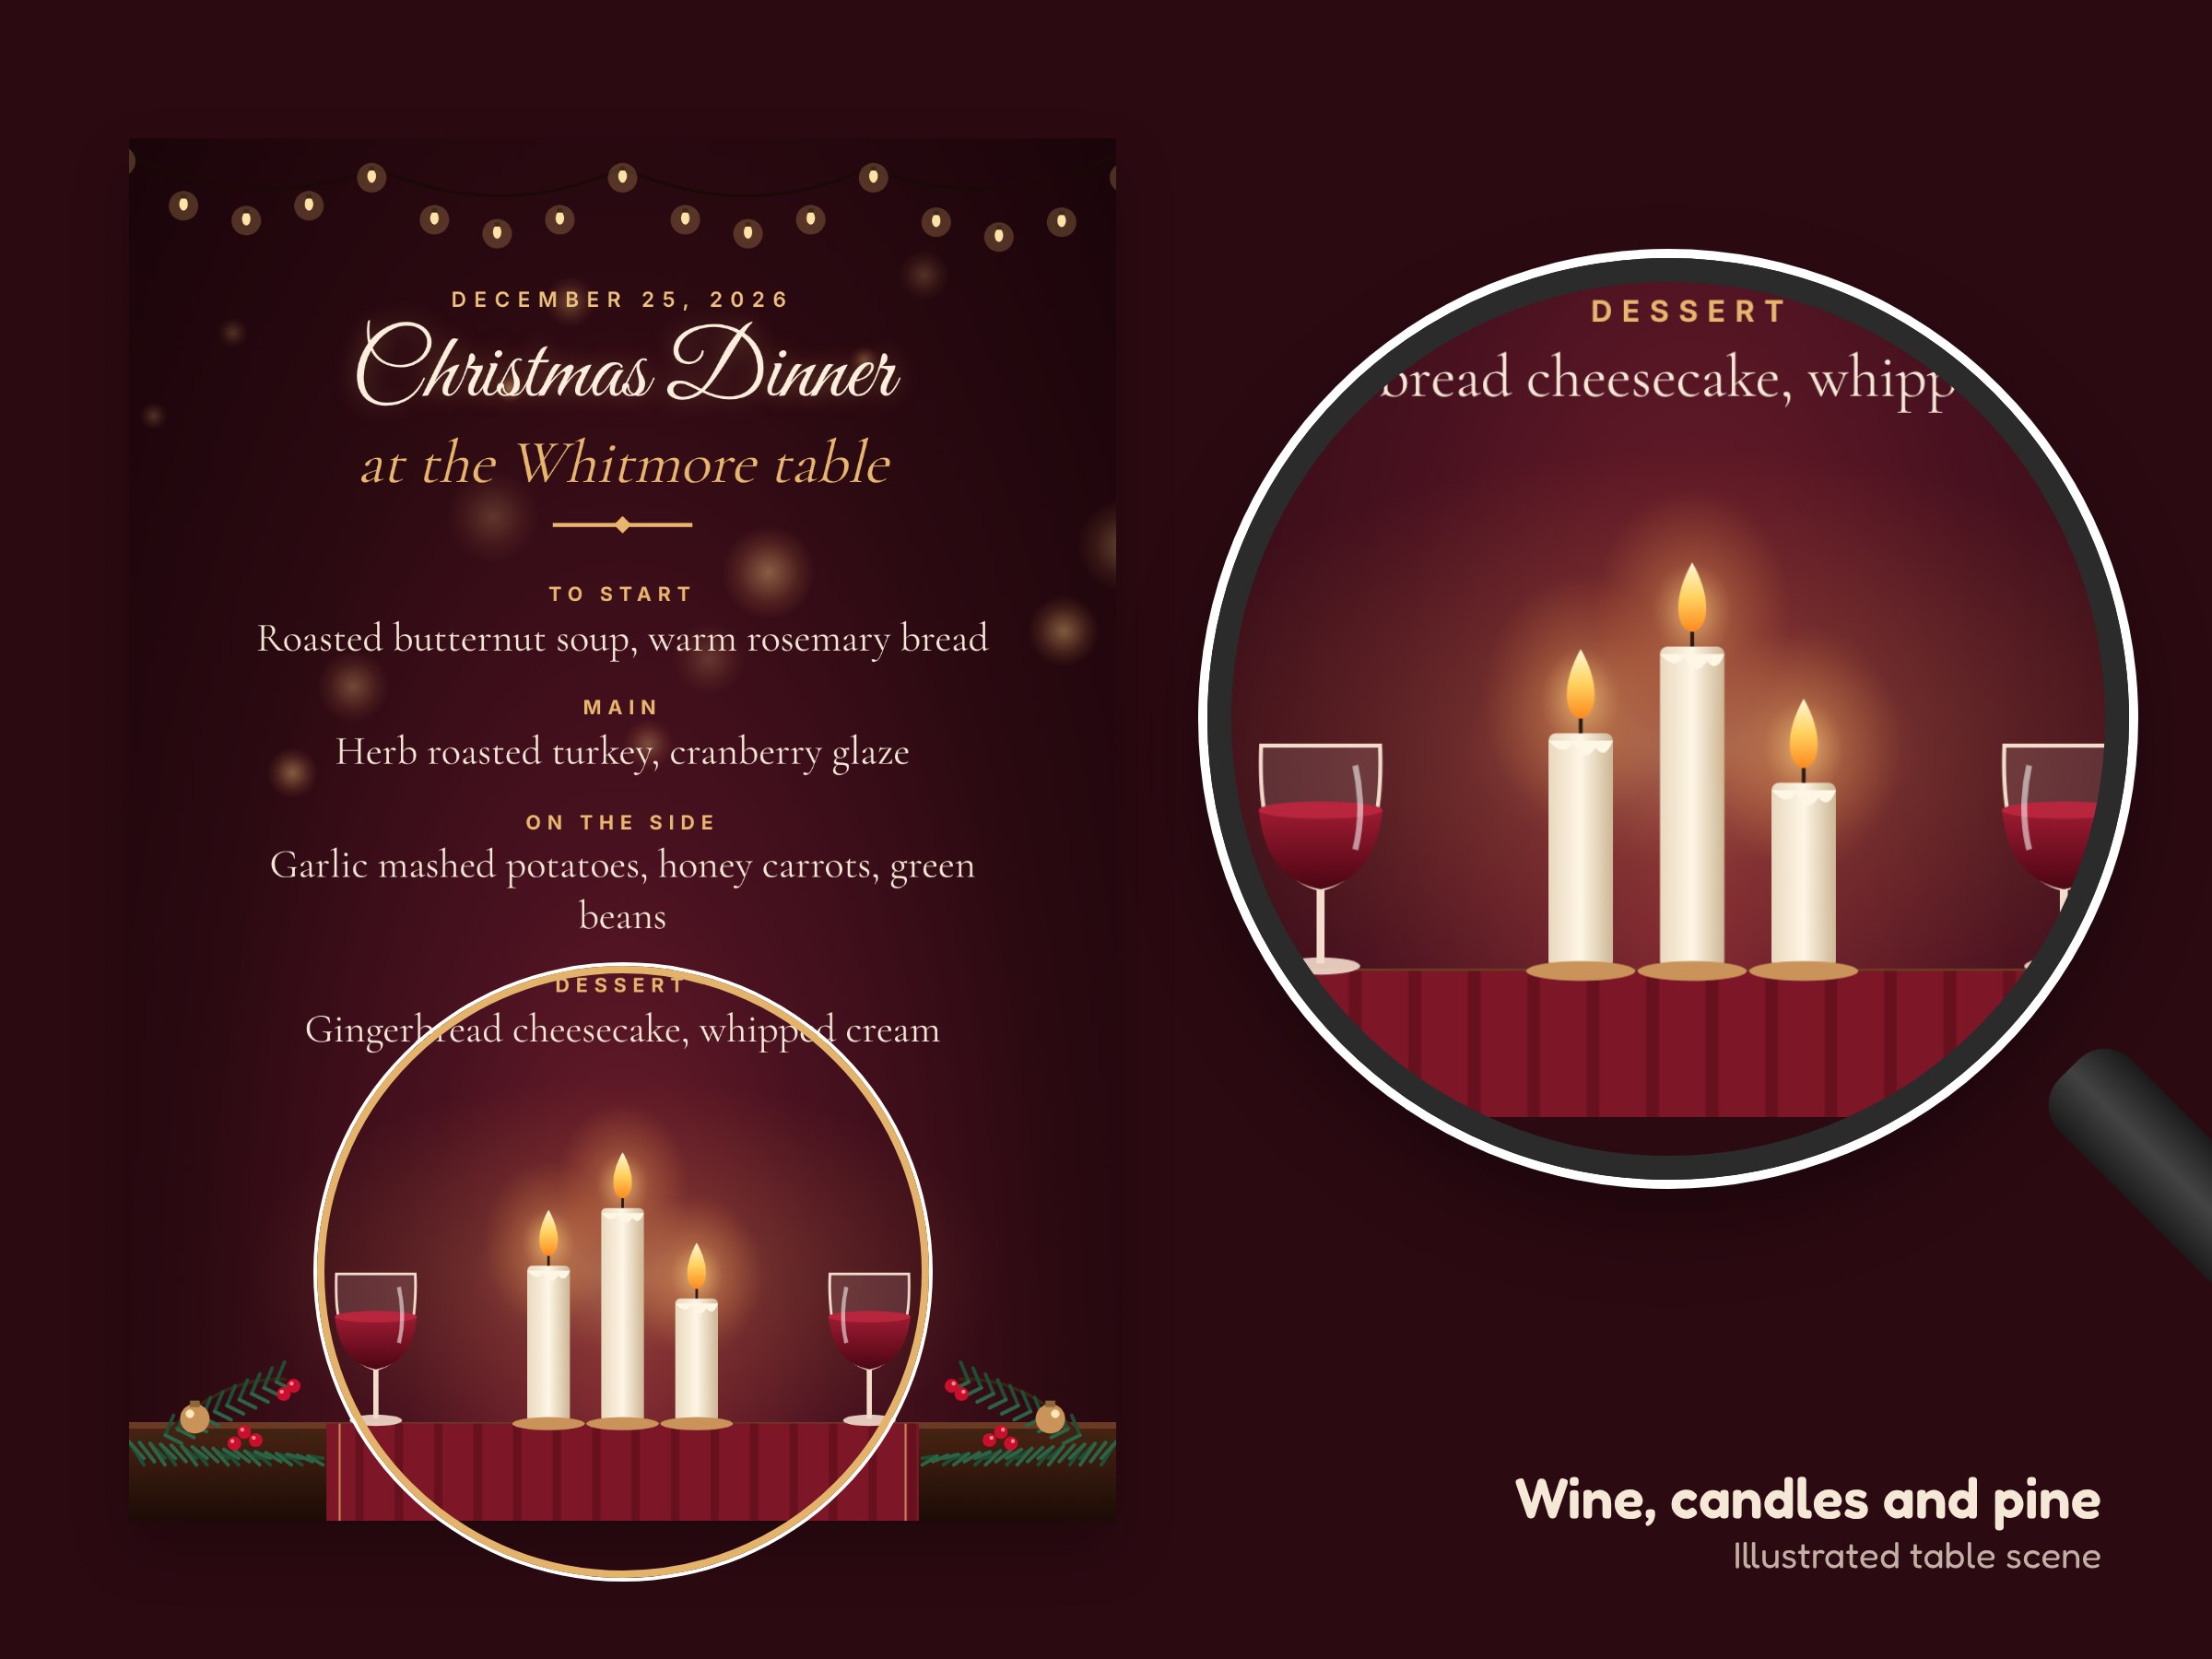 DECEMBER 25, 2026
Christmas Dinner
at the Whitmore table
TO START
Roasted butternut soup, warm rosemary bread
MAIN
Herb roasted turkey, cranberry glaze
ON THE SIDE
Garlic mashed potatoes, honey carrots, green
beans
DESSERT
Gingerbread cheesecake, whipped cream
DESSERT
bread cheesecake, whipp
Wine, candles and pine
Illustrated table scene